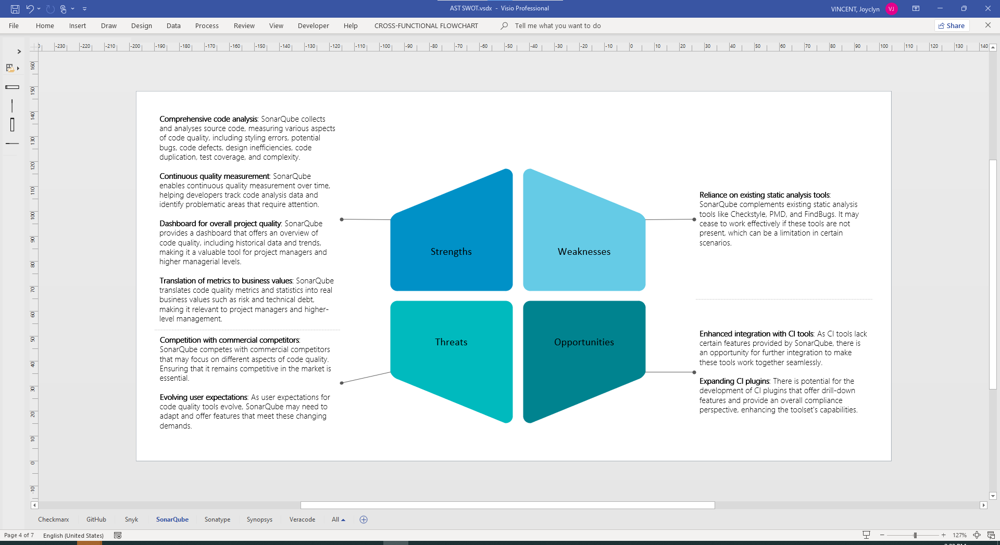 AST SWOT.vsdx - Visio Professional
VINCENT, Joyclyn
VJ
File Home Insert Draw Design Data Process Review View Developer Help CROSS-FUNCTIONAL FLOWCHART Tell me what you want to do Share
-230 -220 -210 -200 -190 -180 -170 -160 -150 -140 -130 -120 -110 -100 -90 -80 -70 -60 -50 -40 -30 -20 -10 0 10 20 30 40 50 60 70 80 90 100 110 120 130 140
160
150
140
130
120
110
100
90
80
70
60
50
40
30
20
10
0
-10
Comprehensive code analysis: SonarQube collects
and analyses source code, measuring various aspects
of code quality, including styling errors, potential
bugs, code defects, design inefficiencies, code
duplication, test coverage, and complexity.
Continuous quality measurement: SonarQube
enables continuous quality measurement over time,
helping developers track code analysis data and
identify problematic areas that require attention.
Dashboard for overall project quality: SonarQube
provides a dashboard that offers an overview of
code quality, including historical data and trends,
making it a valuable tool for project managers and
higher managerial levels.
Translation of metrics to business values: SonarQube
translates code quality metrics and statistics into real
business values such as risk and technical debt,
making it relevant to project managers and higher-
level management.
Competition with commercial competitors:
SonarQube competes with commercial competitors
that may focus on different aspects of code quality.
Ensuring that it remains competitive in the market is
essential.
Evolving user expectations: As user expectations for
code quality tools evolve, SonarQube may need to
adapt and offer features that meet these changing
demands.
Strengths
Weaknesses
Threats
Opportunities
Reliance on existing static analysis tools:
SonarQube complements existing static analysis
tools like Checkstyle, PMD, and FindBugs. It may
cease to work effectively if these tools are not
present, which can be a limitation in certain
scenarios.
Enhanced integration with CI tools: As CI tools lack
certain features provided by SonarQube, there is
an opportunity for further integration to make
these tools work together seamlessly.
Expanding CI plugins: There is potential for the
development of CI plugins that offer drill-down
features and provide an overall compliance
perspective, enhancing the toolset's capabilities.
Checkmarx GitHub Snyk SonarQube Sonatype Synopsys Veracode All
Page 4 of 7 English (United States) 127%